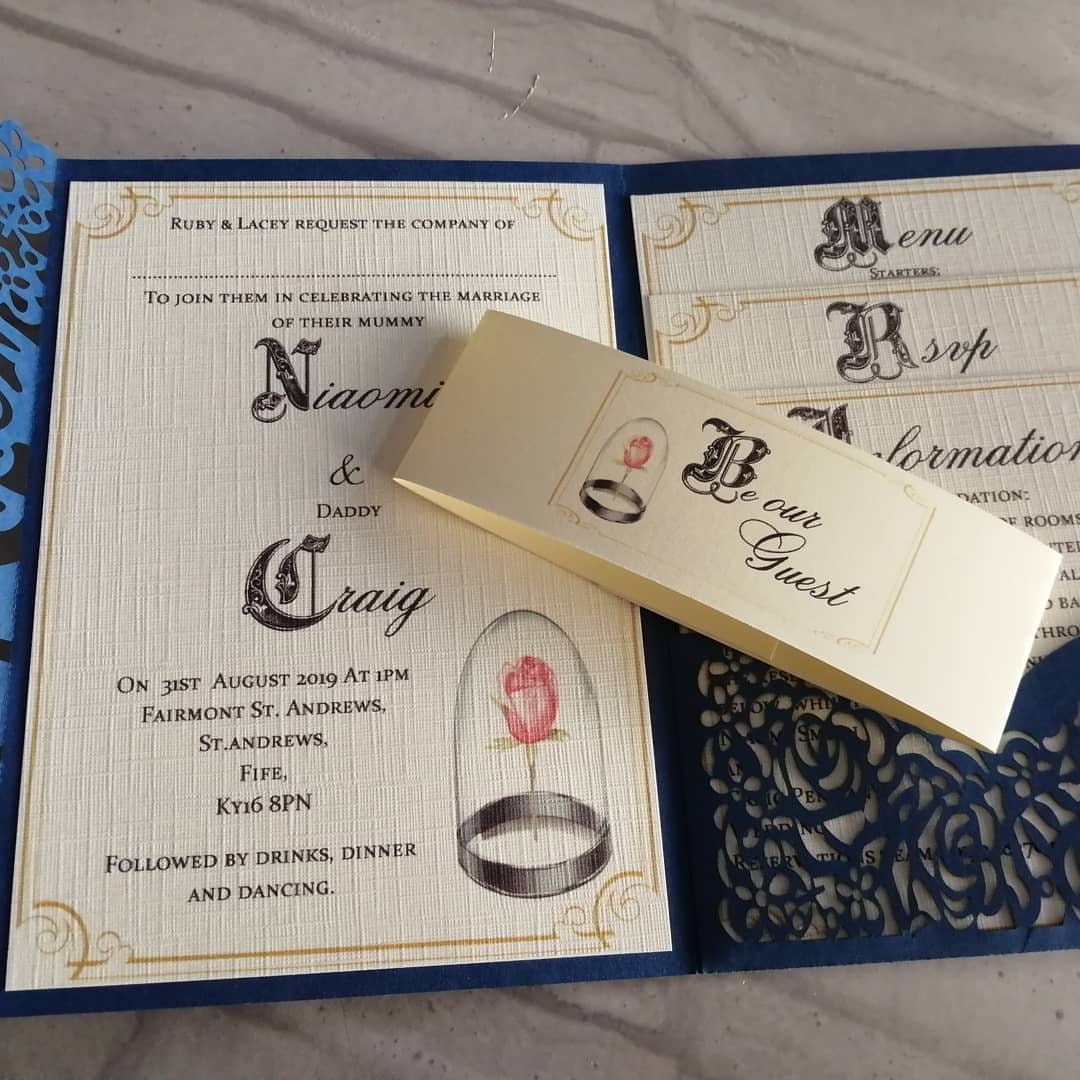 Ruby & Lacey request the company of
To join them in celebrating the marriage
of their mummy
Niaomi
&
Daddy
Craig
On 31st August 2019 At 1pm
Fairmont St. Andrews,
St.andrews,
Fife,
Ky16 8PN
Followed by drinks, dinner
and dancing.
Be our
Guest
Menu
Starters:
Rsvp
Information
of rooms